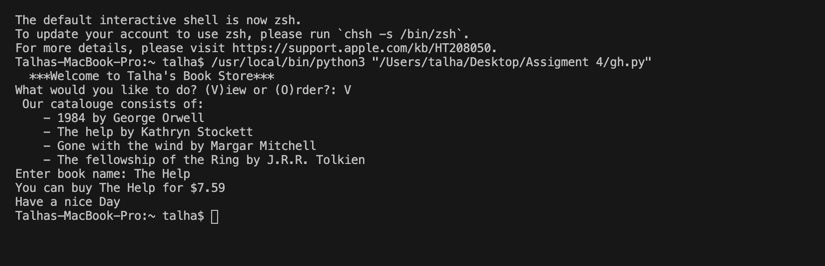 The default interactive shell is now zsh.
To update your account to use zsh, please run `chsh -s /bin/zsh`.
For more details, please visit https://support.apple.com/kb/HT208050.
Talhas-MacBook-Pro:~ talha$ /usr/local/bin/python3 "/Users/talha/Desktop/Assigment 4/gh.py"
  ***Welcome to Talha's Book Store***
What would you like to do? (V)iew or (O)rder?: V
 Our catalouge consists of:
    - 1984 by George Orwell
    - The help by Kathryn Stockett
    - Gone with the wind by Margar Mitchell
    - The fellowship of the Ring by J.R.R. Tolkien
Enter book name: The Help
You can buy The Help for $7.59
Have a nice Day
Talhas-MacBook-Pro:~ talha$